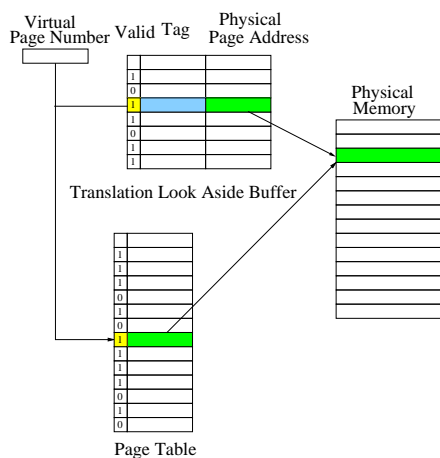 Virtual
Page Number
Valid Tag
Physical
Page Address
1
0
1
1
0
1
1
Translation Look Aside Buffer
Physical
Memory
1
1
1
0
1
0
1
1
1
1
0
1
0
Page Table